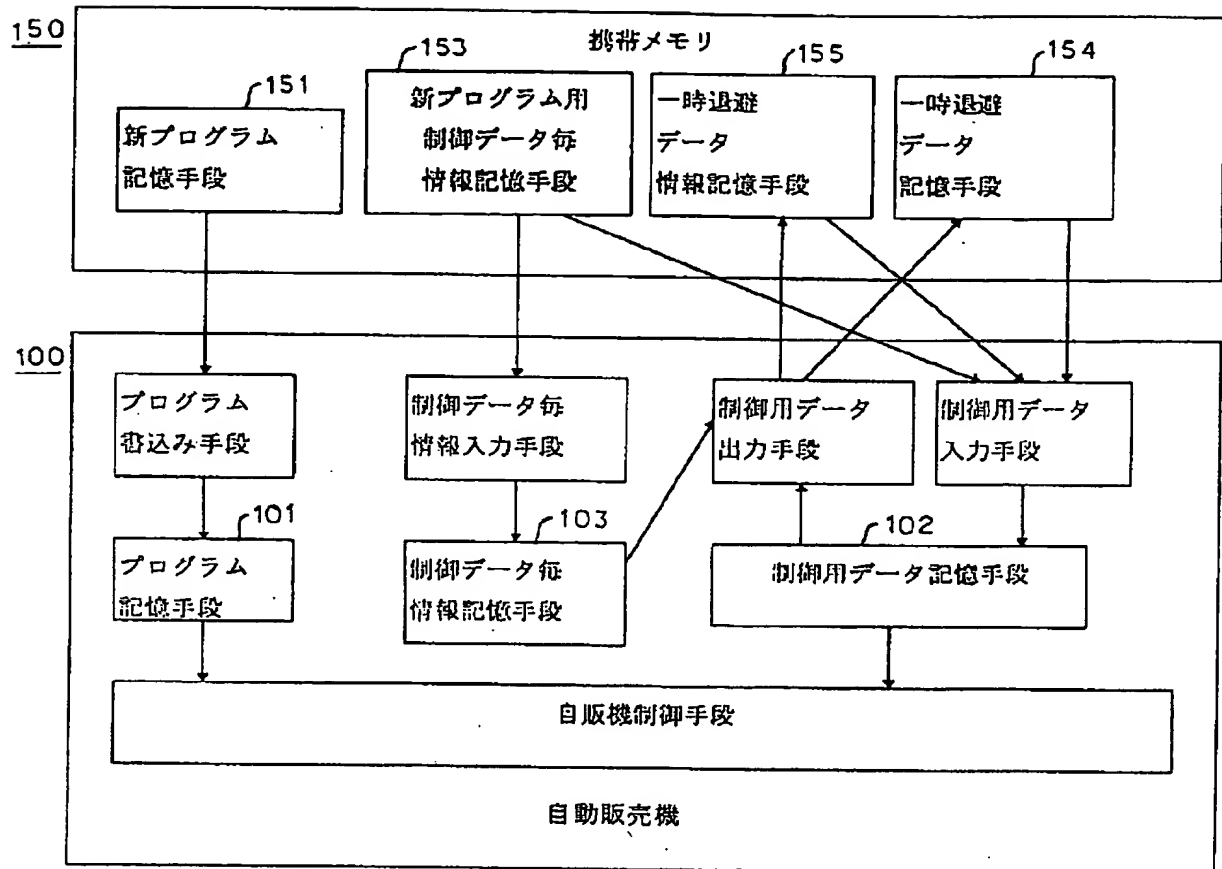 150
携帯メモリ
151
新プログラム
記憶手段
153
新プログラム用
制御データ毎
情報記憶手段
155
一時退避
データ
情報記憶手段
154
一時退避
データ
記憶手段
100
プログラム
書込み手段
制御データ毎
情報入力手段
制御用データ
出力手段
制御用データ
入力手段
101
プログラム
記憶手段
103
制御データ毎
情報記憶手段
102
制御用データ記憶手段
自販機制御手段
自動販売機